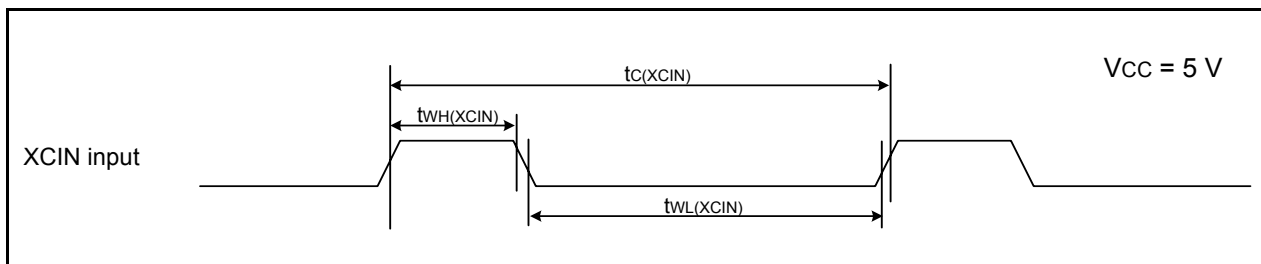 tC(XCIN)
VCC = 5 V
tWH(XCIN)
XCIN input
tWL(XCIN)